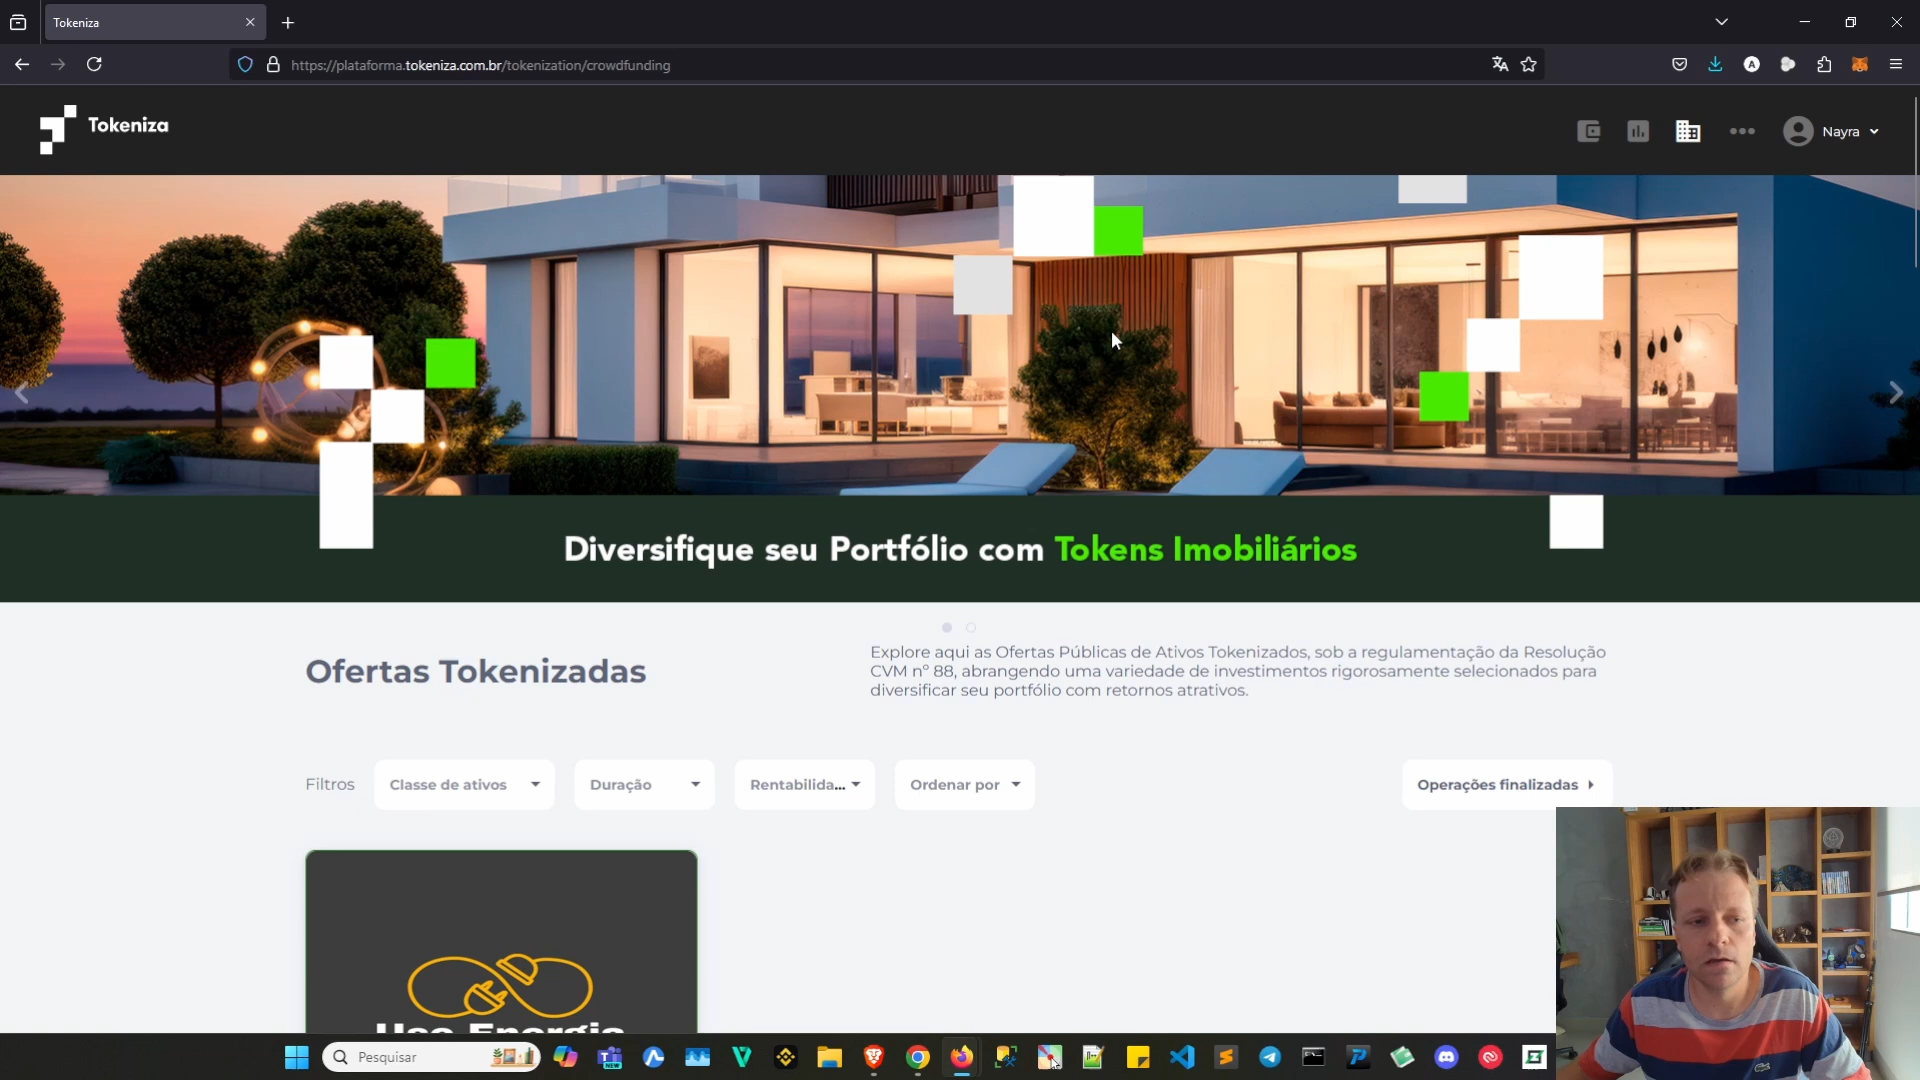 Tokeniza
https://plataforma.tokeniza.com.br/tokenization/crowdfunding
Tokeniza
Nayra
Diversifique seu Portfólio com Tokens Imobiliários
Ofertas Tokenizadas
Explore aqui as Ofertas Públicas de Ativos Tokenizados, sob a regulamentação da Resolução
CVM nº 88, abrangendo uma variedade de investimentos rigorosamente selecionados para
diversificar seu portfólio com retornos atrativos.
Filtros
Classe de ativos
Duração
Rentabilida...
Ordenar por
Operações finalizadas
Pesquisar
NEW